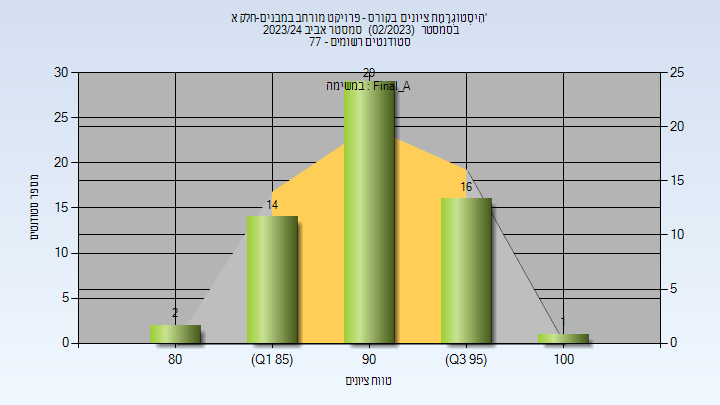 היסטוגרמת ציונים בקורס - פרויקט מורחב במבנים-חלק א'
בסמסטר (02/2023) סמסטר אביב 2023/24
סטודנטים רשומים - 77
במשימה : Final_A
מספר סטודנטים
30
25
20
15
10
5
0
25
20
15
10
5
0
2
14
29
16
1
80
(Q1 85)
90
(Q3 95)
100
טווח ציונים